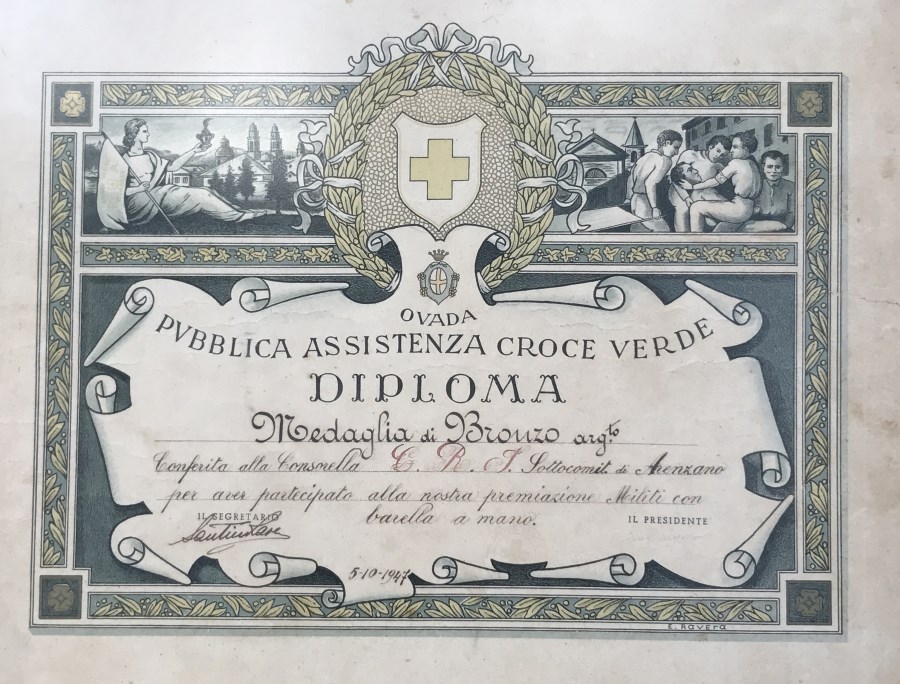 OVADA
PVBBLICA ASSISTENZA CROCE VERDE
DIPLOMA
Medaglia di Bronzo argto
Conferita alla Consorella C. R. I. Sottocomit. di Arenzano
per aver partecipato alla nostra premiazione Militi con
barella a mano.
IL SEGRETARIO
IL PRESIDENTE
5-10-1947
E. RAVERA